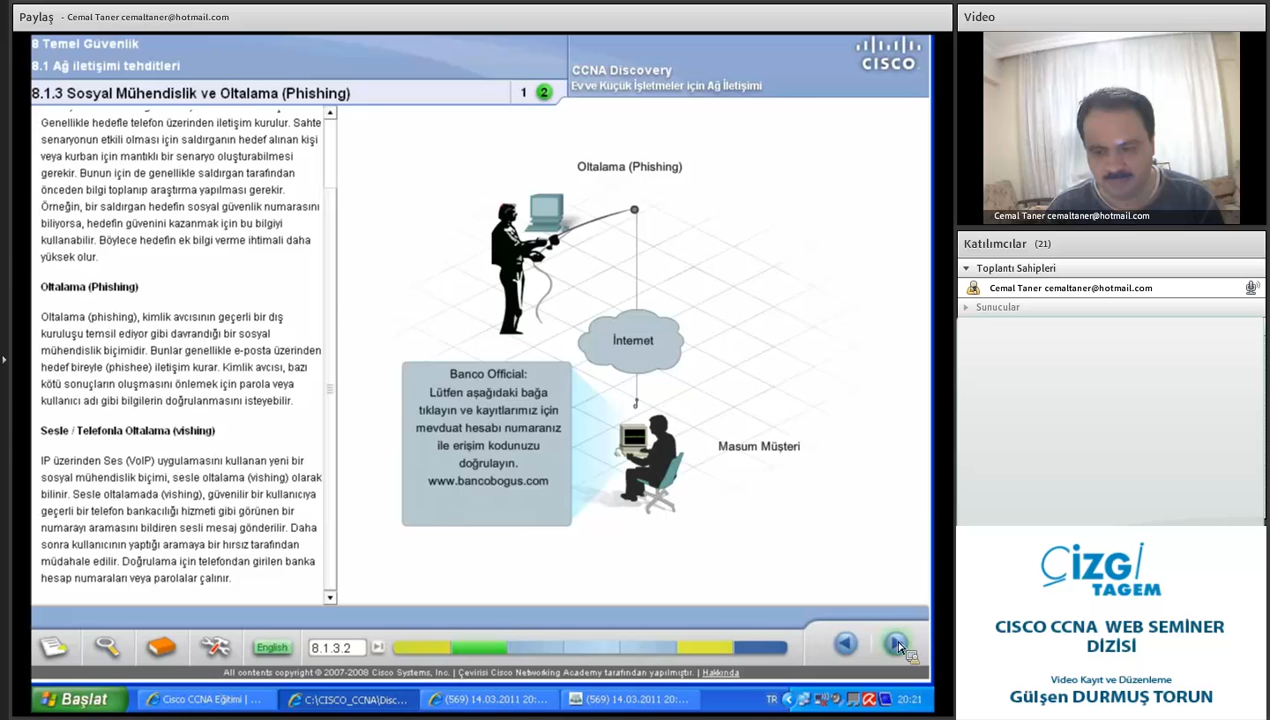 Paylaş - Cemal Taner cemaltaner@hotmail.com
8 Temel Güvenlik
8.1 Ağ iletişimi tehditleri
8.1.3 Sosyal Mühendislik ve Oltalama (Phishing)
1 2
CCNA Discovery
Ev ve Küçük İşletmeler için Ağ İletişimi
CISCO
Genellikle hedefle telefon üzerinden iletişim kurulur. Sahte
senaryonun etkili olması için saldırganın hedef alınan kişi
veya kurban için mantıklı bir senaryo oluşturabilmesi
gerekir. Bunun için de genellikle saldırgan tarafından
önceden bilgi toplanıp araştırma yapılması gerekir.
Örneğin, bir saldırgan hedefin sosyal güvenlik numarasını
biliyorsa, hedefin güvenini kazanmak için bu bilgiyi
kullanabilir. Böylece hedefin ek bilgi verme ihtimali daha
yüksek olur.
Oltalama (Phishing)
Oltalama (phishing), kimlik avcısının geçerli bir dış
kuruluşu temsil ediyor gibi davrandığı bir sosyal
mühendislik biçimidir. Bunlar genellikle e-posta üzerinden
hedef bireyle (phishee) iletişim kurar. Kimlik avcısı, bazı
kötü sonuçların oluşmasını önlemek için parola veya
kullanıcı adı gibi bilgilerin doğrulanmasını isteyebilir.
Sesle / Telefonla Oltalama (vishing)
IP üzerinden Ses (VoIP) uygulamasını kullanan yeni bir
sosyal mühendislik biçimi, sesle oltalama (vishing) olarak
bilinir. Sesle oltalamada (vishing), güvenilir bir kullanıcıya
geçerli bir telefon bankacılığı hizmeti gibi görünen bir
numarayı aramasını bildiren sesli mesaj gönderilir. Daha
sonra kullanıcının yaptığı aramaya bir hırsız tarafından
müdahale edilir. Doğrulama için telefondan girilen banka
hesap numaraları veya parolalar çalınır.
Oltalama (Phishing)
İnternet
Banco Official:
Lütfen aşağıdaki bağa
tıklayın ve kayıtlarımız için
mevduat hesabı numaranız
ile erişim kodunuzu
doğrulayın.
www.bancobogus.com
Masum Müşteri
English
8.1.3.2
All contents copyright © 2007-2008 Cisco Systems, Inc. | Çevirisi Cisco Networking Academy tarafından yapılmıştır. | Hakkında
Başlat
Cisco CCNA Eğitimi | ...
C:\CISCO_CCNA\Disc...
(569) 14.03.2011 20:...
(569) 14.03.2011 20:...
TR
20:21
Video
Cemal Taner cemaltaner@hotmail.com
Katılımcılar (21)
Toplantı Sahipleri
Cemal Taner cemaltaner@hotmail.com
Sunucular
ÇİZGİ
TAGEM
CISCO CCNA WEB SEMİNER
DİZİSİ
Video Kayıt ve Düzenleme
Gülşen DURMUŞ TORUN